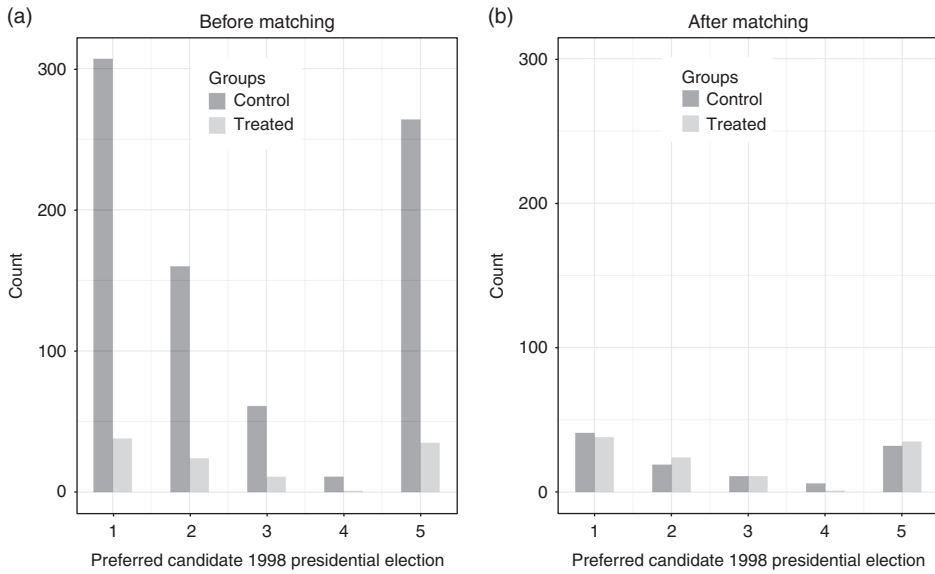 (a)
Before matching
Groups
Control
Treated
Count
300
200
100
0
1 2 3 4 5
Preferred candidate 1998 presidential election
(b)
After matching
Groups
Control
Treated
Count
300
200
100
0
1 2 3 4 5
Preferred candidate 1998 presidential election